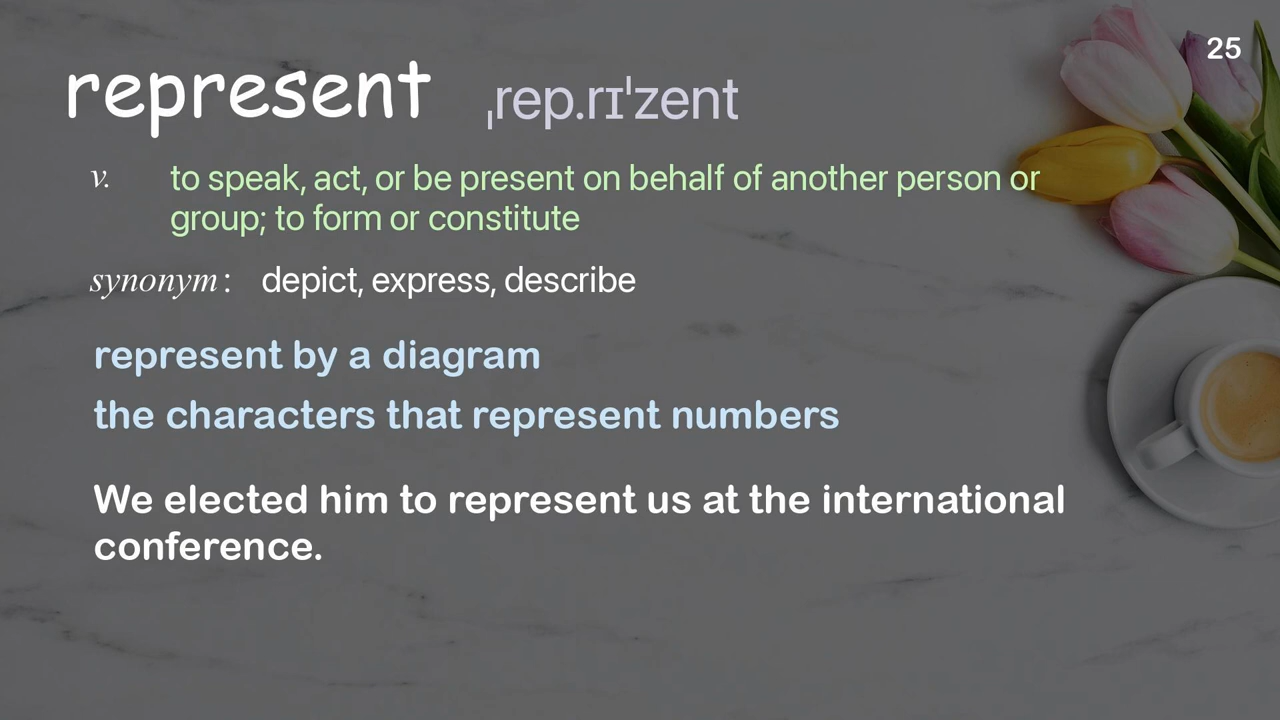 25
represent ˌrep.rɪˈzent
v. to speak, act, or be present on behalf of another person or
group; to form or constitute
synonym: depict, express, describe
represent by a diagram
the characters that represent numbers
We elected him to represent us at the international
conference.